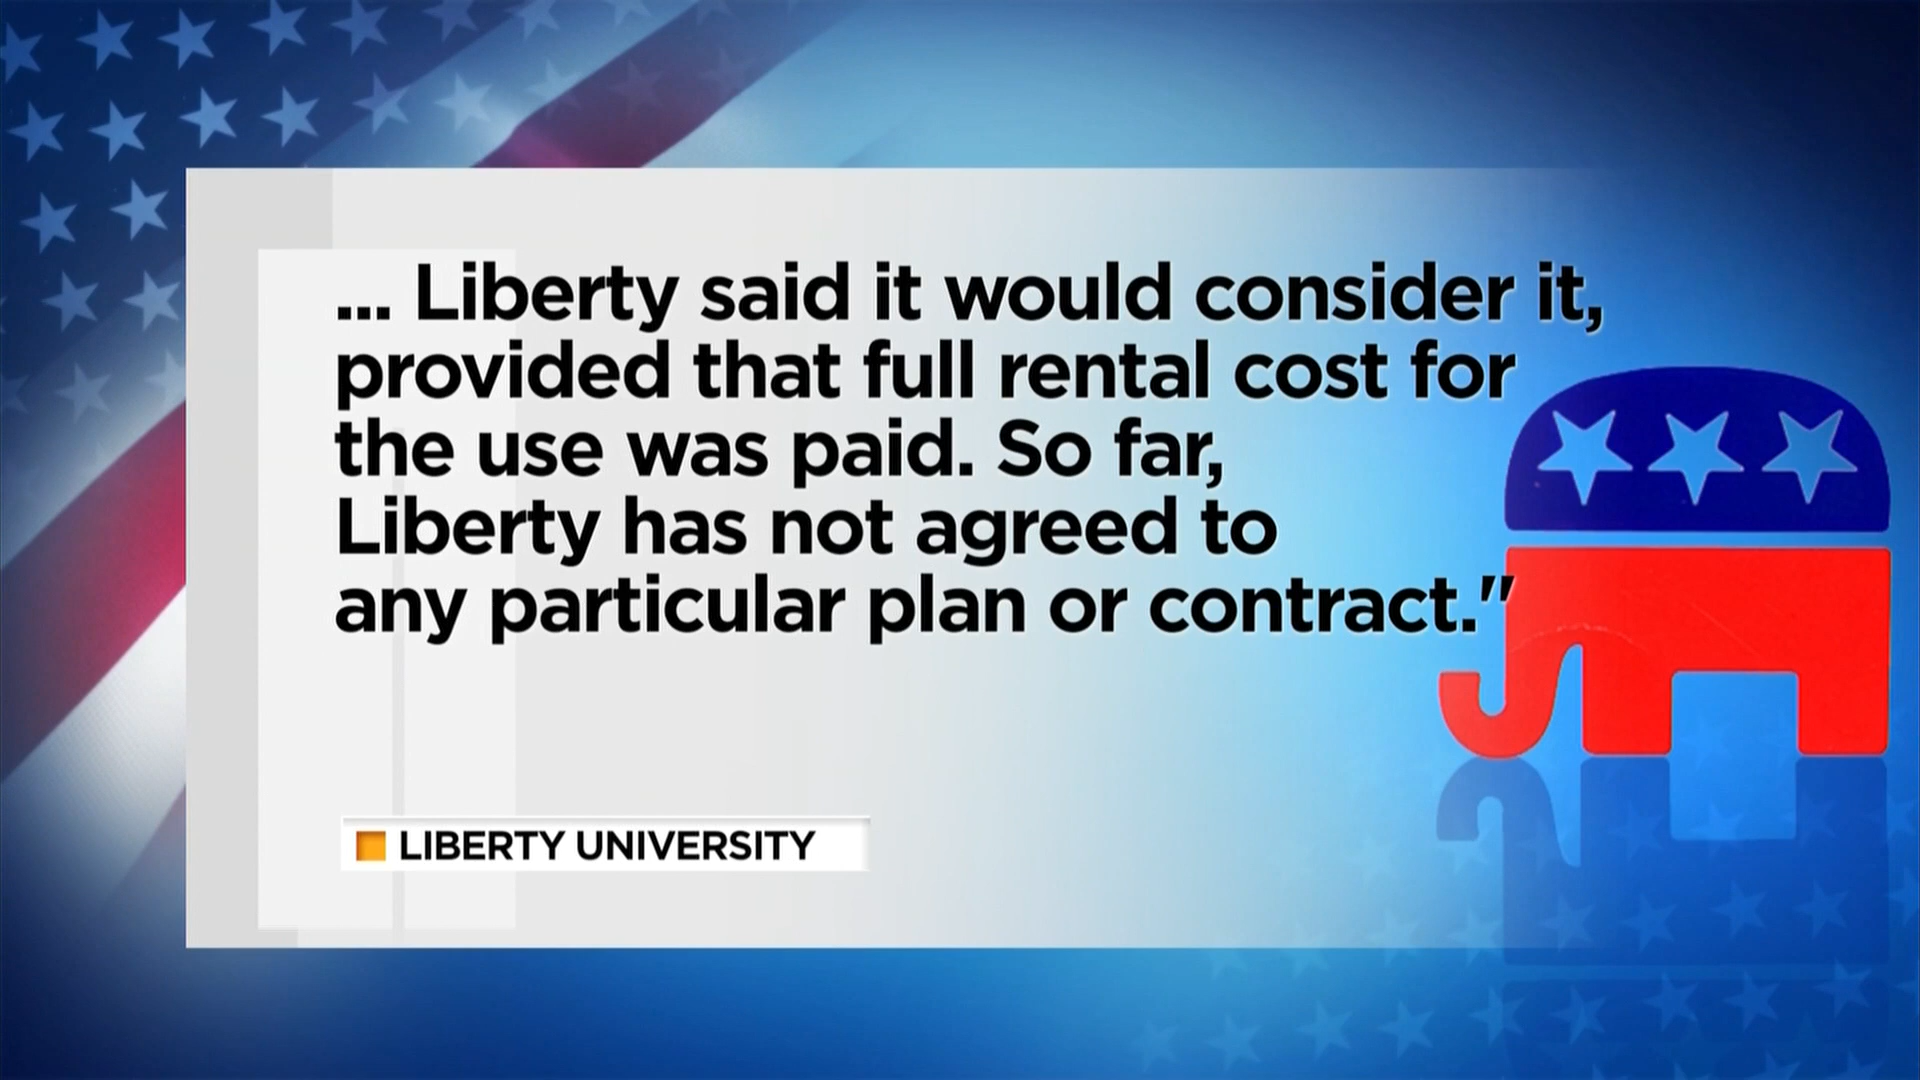 ... Liberty said it would consider it,
provided that full rental cost for
the use was paid. So far,
Liberty has not agreed to
any particular plan or contract."
LIBERTY UNIVERSITY